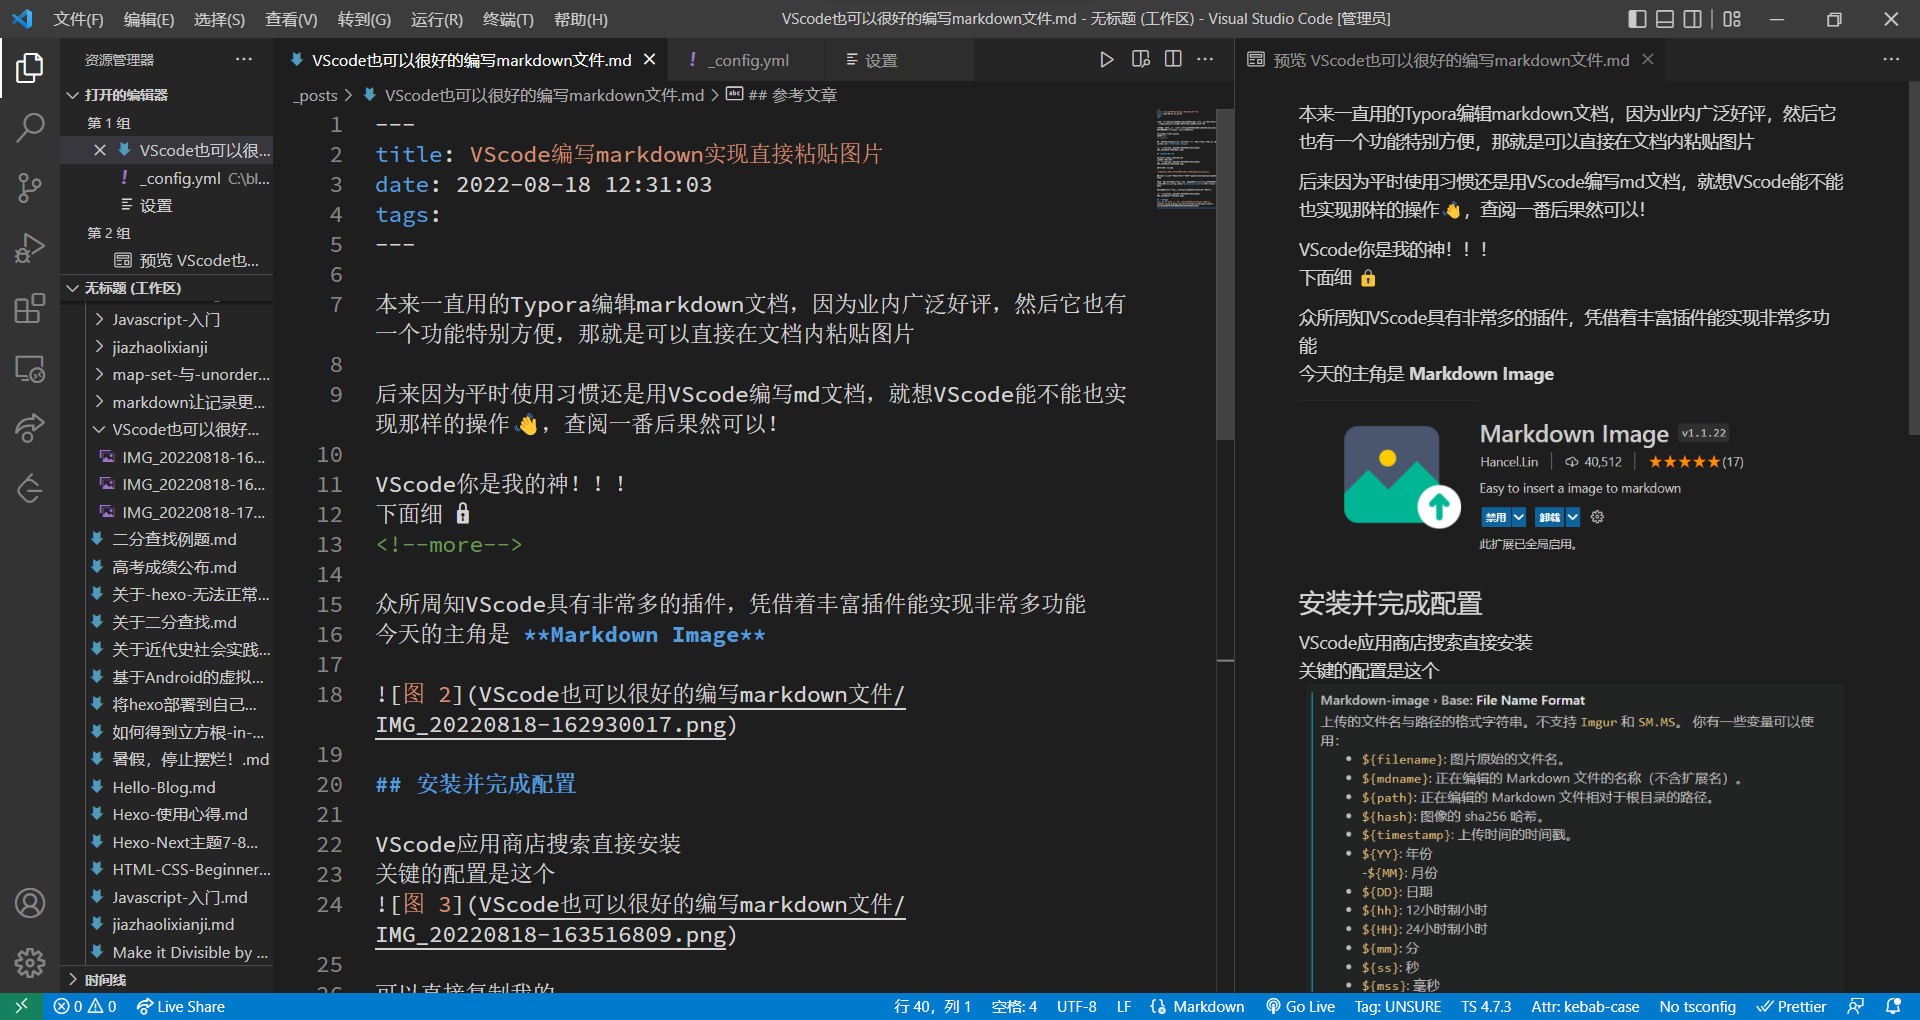 文件(F) 编辑(E) 选择(S) 查看(V) 转到(G) 运行(R) 终端(T) 帮助(H) VScode也可以很好的编写markdown文件.md - 无标题 (工作区) - Visual Studio Code [管理员]
资源管理器
打开的编辑器
第 1 组
VScode也可以很...
_config.yml C:\bl...
设置
第 2 组
预览 VScode也...
无标题 (工作区)
Javascript-入门
jiazhaolixianji
map-set-与-unorder...
markdown让记录更...
VScode也可以很好...
IMG_20220818-16...
IMG_20220818-16...
IMG_20220818-17...
二分查找例题.md
高考成绩公布.md
关于-hexo-无法正常...
关于二分查找.md
关于近代史社会实践...
基于Android的虚拟...
将hexo部署到自己...
如何得到立方根-in-...
暑假，停止摆烂！.md
Hello-Blog.md
Hexo-使用心得.md
Hexo-Next主题7-8...
HTML-CSS-Beginner...
Javascript-入门.md
jiazhaolixianji.md
Make it Divisible by ...
时间线
VScode也可以很好的编写markdown文件.md _config.yml 设置
_posts > VScode也可以很好的编写markdown文件.md > ## 参考文章
1 ---
2 title: VScode编写markdown实现直接粘贴图片
3 date: 2022-08-18 12:31:03
4 tags:
5 ---
6
7 本来一直用的Typora编辑markdown文档，因为业内广泛好评，然后它也有
一个功能特别方便，那就是可以直接在文档内粘贴图片
8
9 后来因为平时使用习惯还是用VScode编写md文档，就想VScode能不能也实
现那样的操作👋，查阅一番后果然可以！
10
11 VScode你是我的神！！！
12 下面细🔒
13 <!--more-->
14
15 众所周知VScode具有非常多的插件，凭借着丰富插件能实现非常多功能
16 今天的主角是 **Markdown Image**
17
18 ![图 2](VScode也可以很好的编写markdown文件/
IMG_20220818-162930017.png)
19
20 ## 安装并完成配置
21
22 VScode应用商店搜索直接安装
23 关键的配置是这个
24 ![图 3](VScode也可以很好的编写markdown文件/
IMG_20220818-163516809.png)
25
26 可以直接复制我的
预览 VScode也可以很好的编写markdown文件.md
本来一直用的Typora编辑markdown文档，因为业内广泛好评，然后它
也有一个功能特别方便，那就是可以直接在文档内粘贴图片
后来因为平时使用习惯还是用VScode编写md文档，就想VScode能不能
也实现那样的操作👋，查阅一番后果然可以！
VScode你是我的神！！！
下面细 🔒
众所周知VScode具有非常多的插件，凭借着丰富插件能实现非常多功
能
今天的主角是 Markdown Image
Markdown Image v1.1.22
Hancel.Lin 40,512 ★★★★★(17)
Easy to insert a image to markdown
禁用 卸载
此扩展已全局启用。
安装并完成配置
VScode应用商店搜索直接安装
关键的配置是这个
Markdown-image › Base: File Name Format
上传的文件名与路径的格式字符串。不支持 Imgur 和 SM.MS。 你有一些变量可以使
用：
• ${filename}: 图片原始的文件名。
• ${mdname}: 正在编辑的 Markdown 文件的名称（不含扩展名）。
• ${path}: 正在编辑的 Markdown 文件相对于根目录的路径。
• ${hash}: 图像的 sha256 哈希。
• ${timestamp}: 上传时间的时间戳。
• ${YY}: 年份
-${MM}: 月份
• ${DD}: 日期
• ${hh}: 12小时制小时
• ${HH}: 24小时制小时
• ${mm}: 分
• ${ss}: 秒
• ${mss}: 毫秒
0 0 Live Share 行 40，列 1 空格: 4 UTF-8 LF Markdown Go Live Tag: UNSURE TS 4.7.3 Attr: kebab-case No tsconfig Prettier